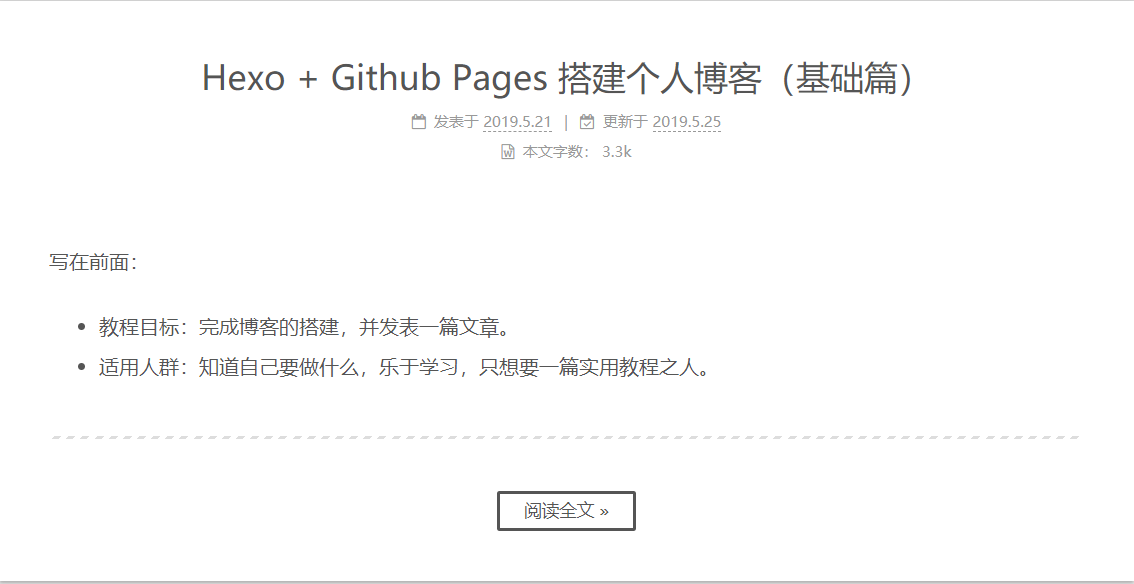 Hexo + Github Pages 搭建个人博客（基础篇）
发表于 2019.5.21 | 更新于 2019.5.25
本文字数： 3.3k
写在前面：
• 教程目标：完成博客的搭建，并发表一篇文章。
• 适用人群：知道自己要做什么，乐于学习，只想要一篇实用教程之人。
阅读全文 »